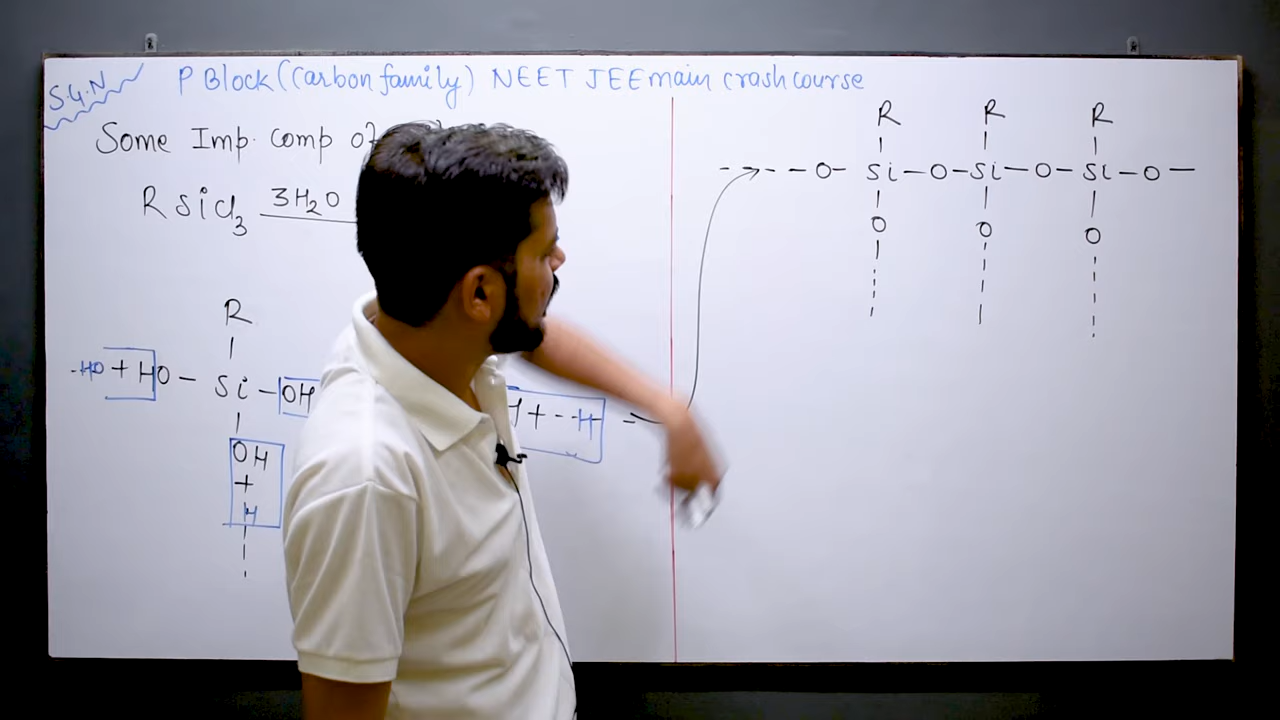 S.G.N
P Block (Carbon family) NEET JEE main crash course
Some Imp. comp of
R SiCl₃ 3H₂O
R
-HO + HO – Si – OH
OH
+
H
+ -- H
R R R
--- O – Si – O – Si – O – Si – O –
O O O